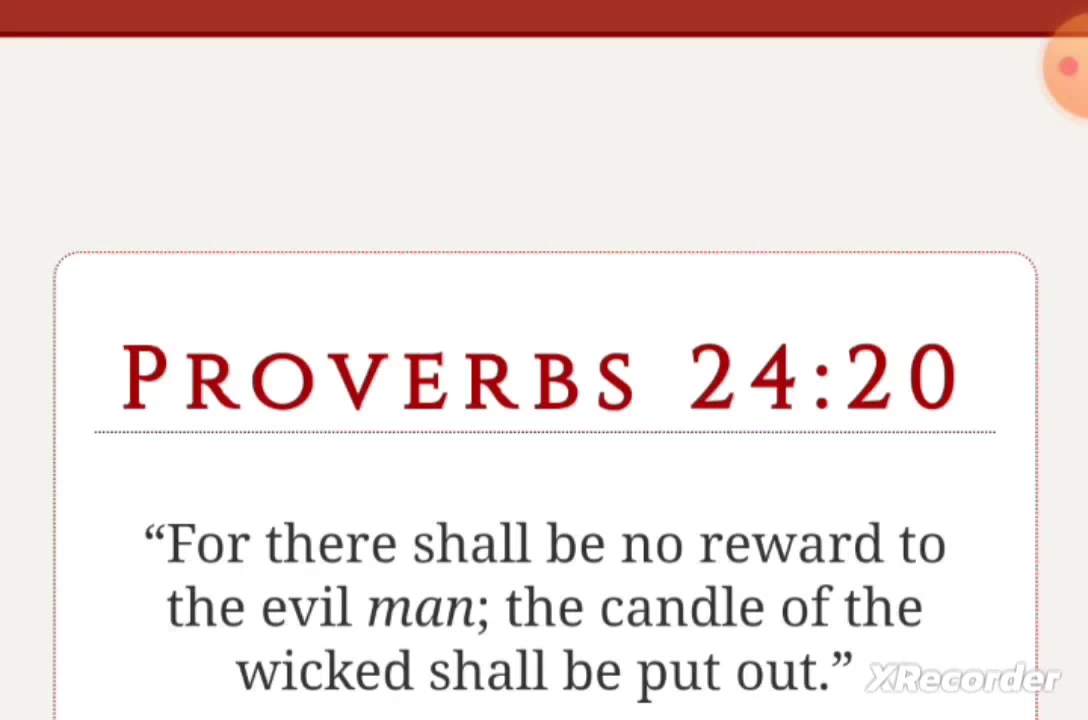 PROVERBS 24:20
“For there shall be no reward to
the evil man; the candle of the
wicked shall be put out.”
XRecorder